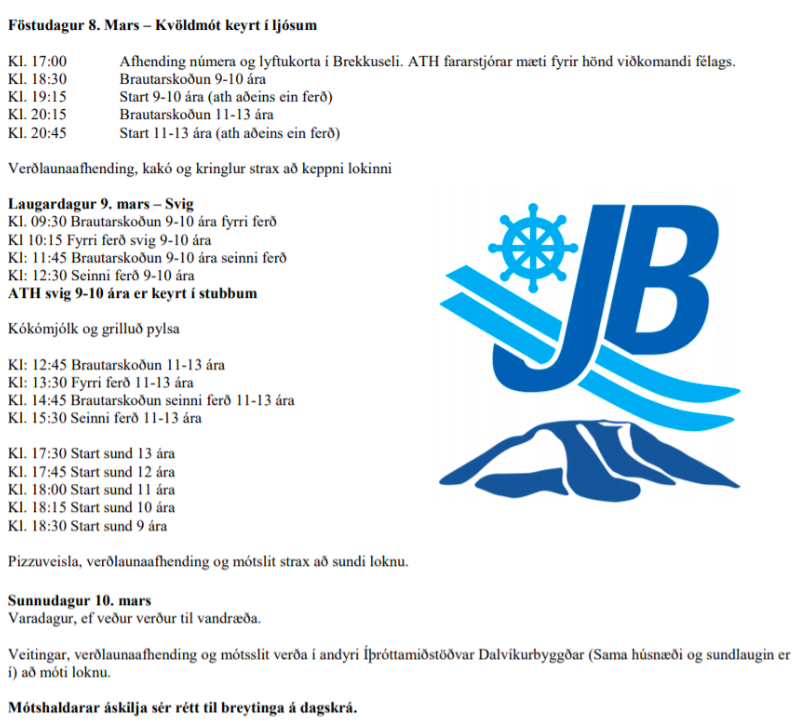 Föstudagur 8. Mars – Kvöldmót keyrt í ljósum
Kl. 17:00 Afhending númera og lyftukorta í Brekkuseli. ATH fararstjórar mæti fyrir hönd viðkomandi félags.
Kl. 18:30 Brautarskoðun 9-10 ára
Kl. 19:15 Start 9-10 ára (ath aðeins ein ferð)
Kl. 20:15 Brautarskoðun 11-13 ára
Kl. 20:45 Start 11-13 ára (ath aðeins ein ferð)
Verðlaunaafhending, kakó og kringlur strax að keppni lokinni
Laugardagur 9. mars – Svig
Kl. 09:30 Brautarskoðun 9-10 ára fyrri ferð
Kl 10:15 Fyrri ferð svig 9-10 ára
Kl: 11:45 Brautarskoðun 9-10 ára seinni ferð
Kl: 12:30 Seinni ferð 9-10 ára
ATH svig 9-10 ára er keyrt í stubbum
Kókómjólk og grilluð pylsa
Kl: 12:45 Brautarskoðun 11-13 ára
Kl: 13:30 Fyrri ferð 11-13 ára
Kl. 14:45 Brautarskoðun seinni ferð 11-13 ára
Kl. 15:30 Seinni ferð 11-13 ára
Kl. 17:30 Start sund 13 ára
Kl. 17:45 Start sund 12 ára
Kl. 18:00 Start sund 11 ára
Kl. 18:15 Start sund 10 ára
Kl. 18:30 Start sund 9 ára
JB
Pizzuveisla, verðlaunaafhending og mótslit strax að sundi loknu.
Sunnudagur 10. mars
Varadagur, ef veður verður til vandræða.
Veitingar, verðlaunaafhending og mótsslit verða í andyri Íþróttamiðstöðvar Dalvíkurbyggðar (Sama húsnæði og sundlaugin er
í) að móti loknu.
Mótshaldarar áskilja sér rétt til breytinga á dagskrá.